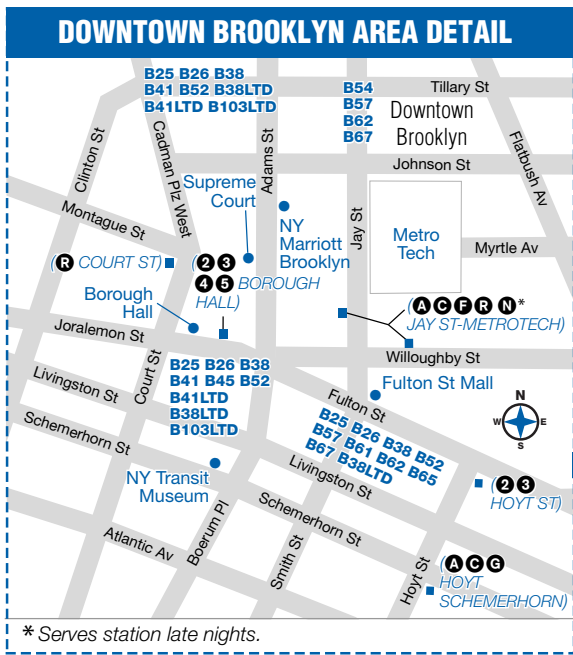 DOWNTOWN BROOKLYN AREA DETAIL
B25 B26 B38
B41 B52 B38LTD
B41LTD B103LTD
B54
B57
B62
B67
Tillary St
Downtown
Brooklyn
Clinton St
Cadman Plz West
Adams St
Jay St
Flatbush Av
Johnson St
Montague St
Supreme
Court
NY
Marriott
Brooklyn
Metro
Tech
Myrtle Av
(R COURT ST)
(2 3
4 5 BOROUGH
HALL)
Borough
Hall
(A C F R N*
JAY ST-METROTECH)
Joralemon St
Court St
Willoughby St
B25 B26 B38
B41 B45 B52
B41LTD
B38LTD
B103LTD
Fulton St Mall
Fulton St
N
W E
S
Livingston St
Schemerhorn St
B25 B26 B38 B52
B57 B61 B62 B65
B67 B38LTD
NY Transit
Museum
Livingston St
(2 3
HOYT ST)
Schemerhorn St
Atlantic Av
Boerum Pl
Smith St
Hoyt St
(A C G
HOYT
SCHEMERHORN)
* Serves station late nights.